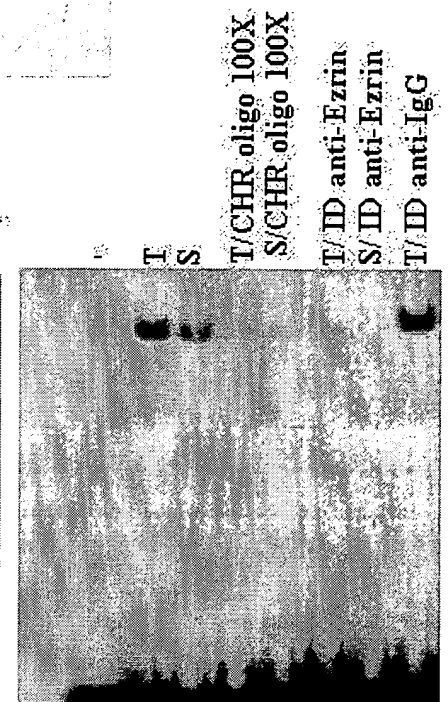 -
T
S
T/CHR oligo 100X
S/CHR oligo 100X
T/ID anti-Ezrin
S/ID anti-Ezrin
T/ID anti-IgG